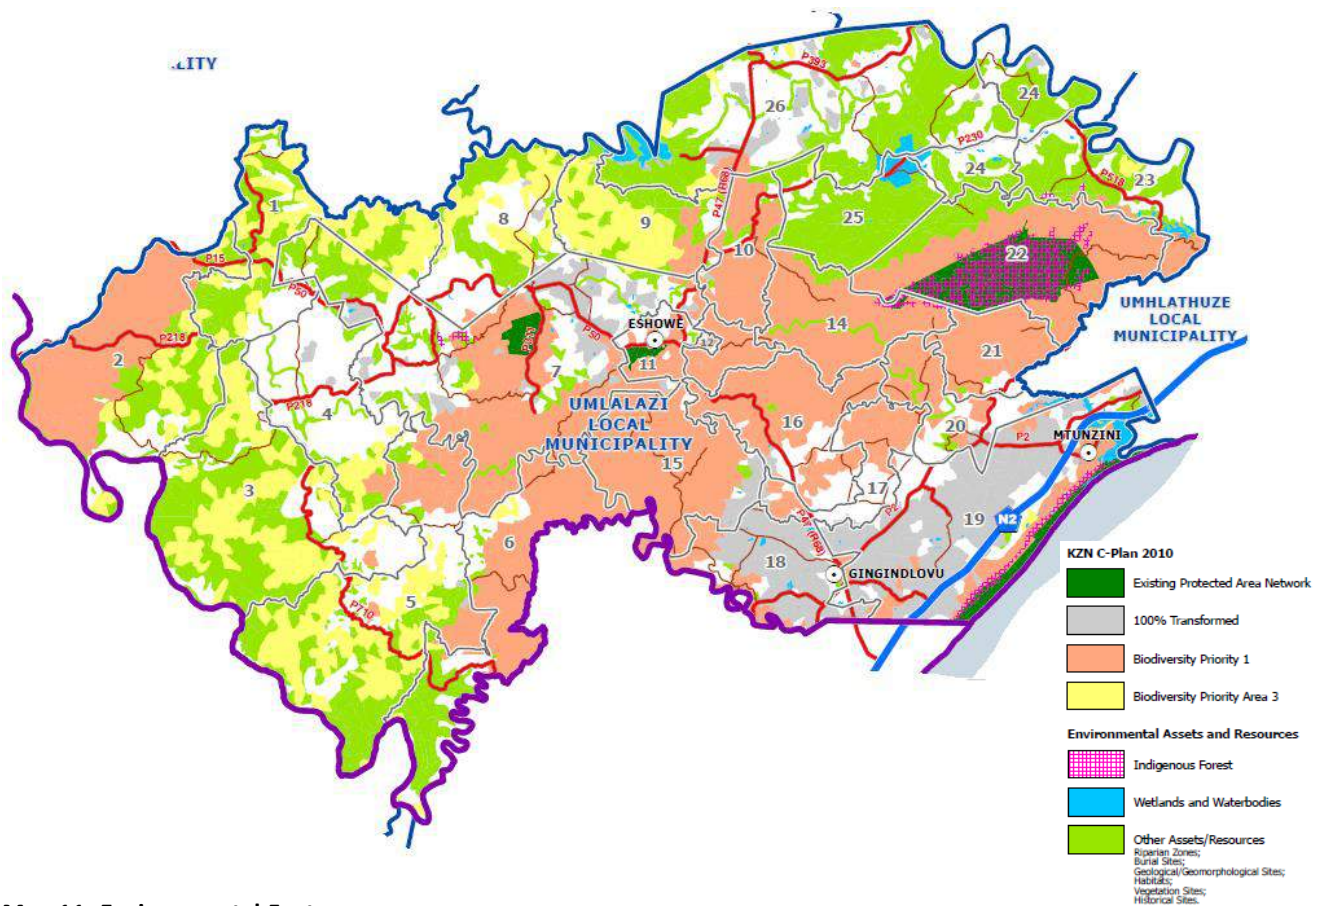 .LITY
P393
26
24
P230
24
P518
23
1
8
9
P47 (R68)
25
10
22
P15
P50
UMHLATHUZE
LOCAL
MUNICIPALITY
ESHOWE
14
P218
2
P50
12
21
7
11
P218
4
UMLALAZI
LOCAL
MUNICIPALITY
16
20
P2
MTUNZINI
15
3
17
P2
19
N2
P47 (R68)
6
18
GINGINDLOVU
5
P710
KZN C-Plan 2010
Existing Protected Area Network
100% Transformed
Biodiversity Priority 1
Biodiversity Priority Area 3
Environmental Assets and Resources
Indigenous Forest
Wetlands and Waterbodies
Other Assets/Resources
Riparian Zones;
Burial Sites;
Geological/Geomorphological Sites;
Habitats;
Vegetation Sites;
Historical Sites.